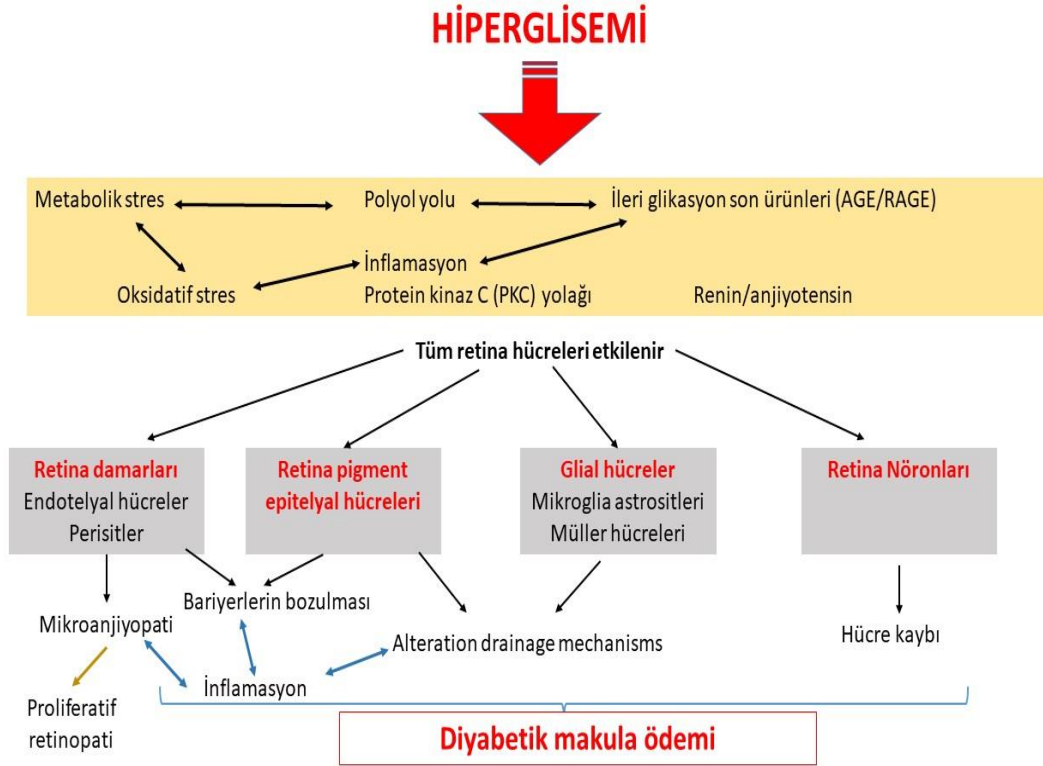 HİPERGLİSEMİ
Metabolik stres
Polyol yolu
İleri glikasyon son ürünleri (AGE/RAGE)
İnflamasyon
Oksidatif stres
Protein kinaz C (PKC) yolağı
Renin/anjiyotensin
Tüm retina hücreleri etkilenir
Retina damarları
Endotelyal hücreler
Perisitler
Retina pigment
epitelyal hücreleri
Glial hücreler
Mikroglia astrositleri
Müller hücreleri
Retina Nöronları
Bariyerlerin bozulması
Mikroanjiyopati
Alteration drainage mechanisms
Hücre kaybı
İnflamasyon
Proliferatif
retinopati
Diyabetik makula ödemi